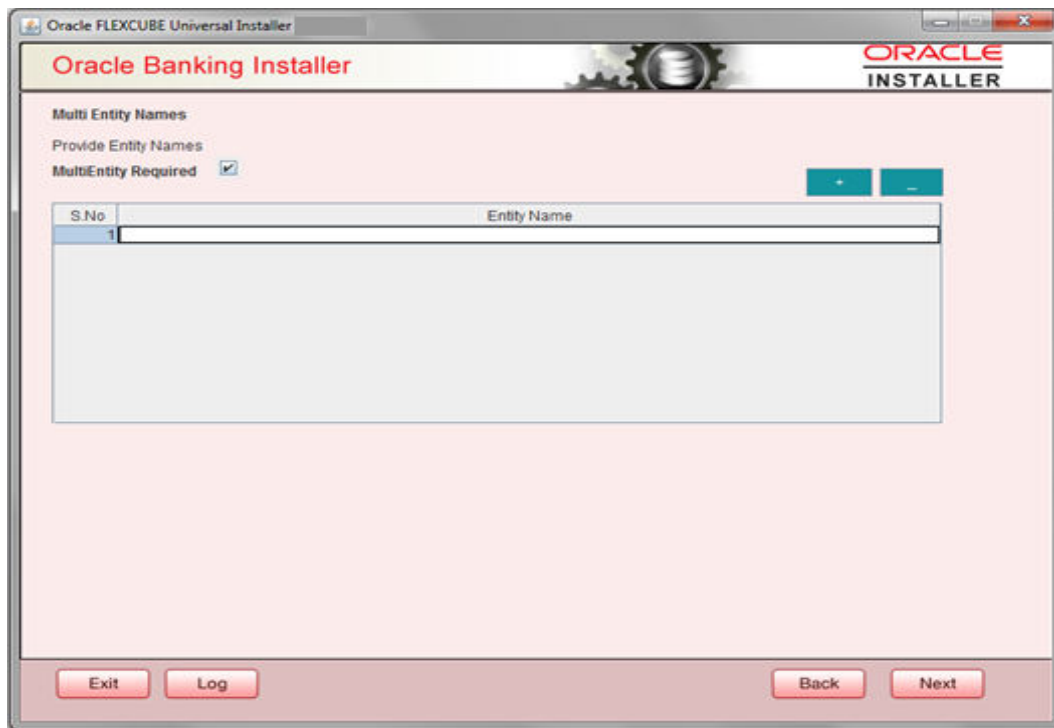 Oracle FLEXCUBE Universal Installer
Oracle Banking Installer
ORACLE
INSTALLER
Multi Entity Names
Provide Entity Names
MultiEntity Required
+ _
S.No Entity Name
1
Exit Log Back Next